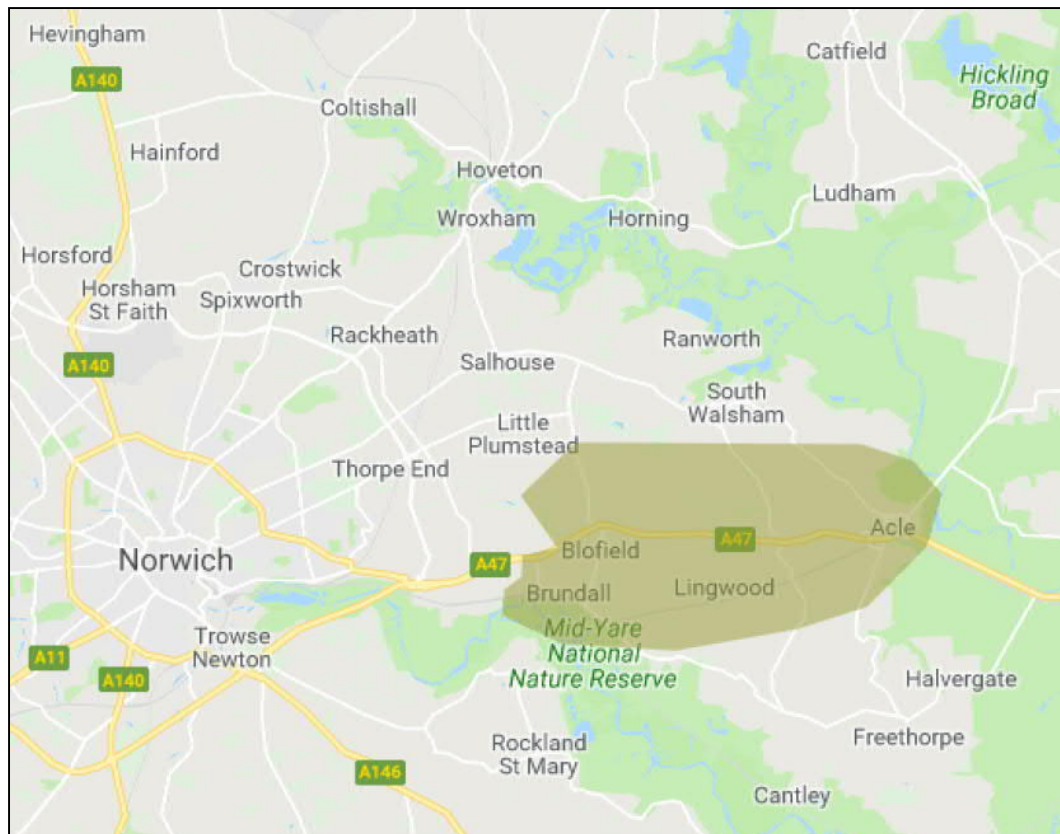 Hevingham
Catfield
A140
Hickling
Broad
Coltishall
Hainford
Hoveton
Ludham
Wroxham
Horning
Horsford
Crostwick
Horsham
St Faith
Spixworth
Rackheath
Ranworth
A140
Salhouse
South
Walsham
Little
Plumstead
Thorpe End
Acle
A47
Norwich
Blofield
A47
Brundall
Lingwood
Mid-Yare
National
Nature Reserve
Trowse
Newton
A11
A140
Halvergate
Freethorpe
Rockland
St Mary
A146
Cantley